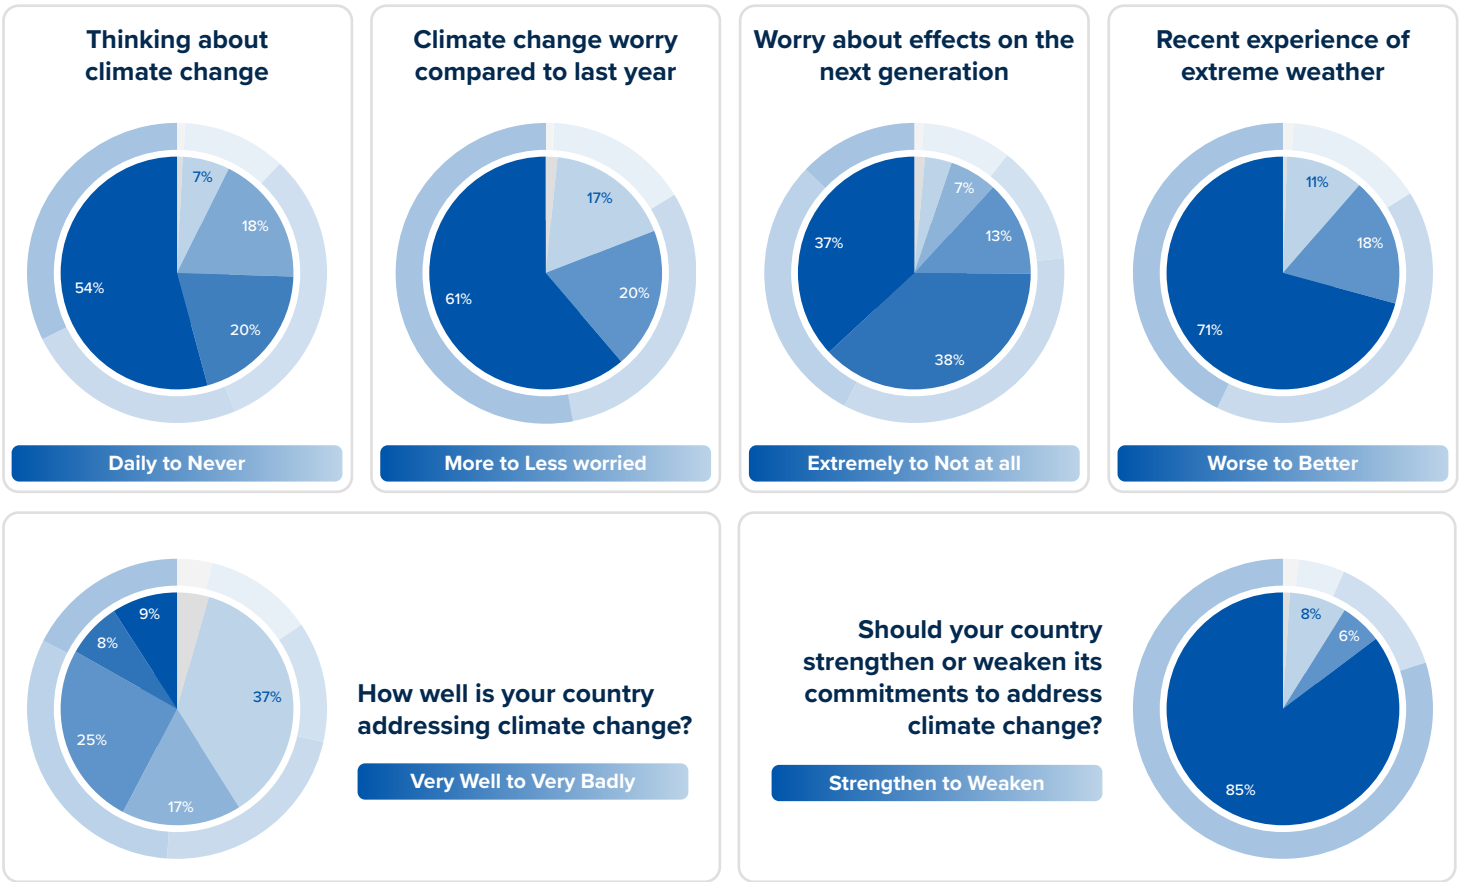 Thinking about
climate change
7%
18%
54%
20%
Daily to Never
Climate change worry
compared to last year
17%
20%
61%
More to Less worried
Worry about effects on the
next generation
7%
13%
37%
38%
Extremely to Not at all
Recent experience of
extreme weather
11%
18%
71%
Worse to Better
9%
8%
37%
25%
17%
How well is your country
addressing climate change?
Very Well to Very Badly
Should your country
strengthen or weaken its
commitments to address
climate change?
Strengthen to Weaken
8%
6%
85%